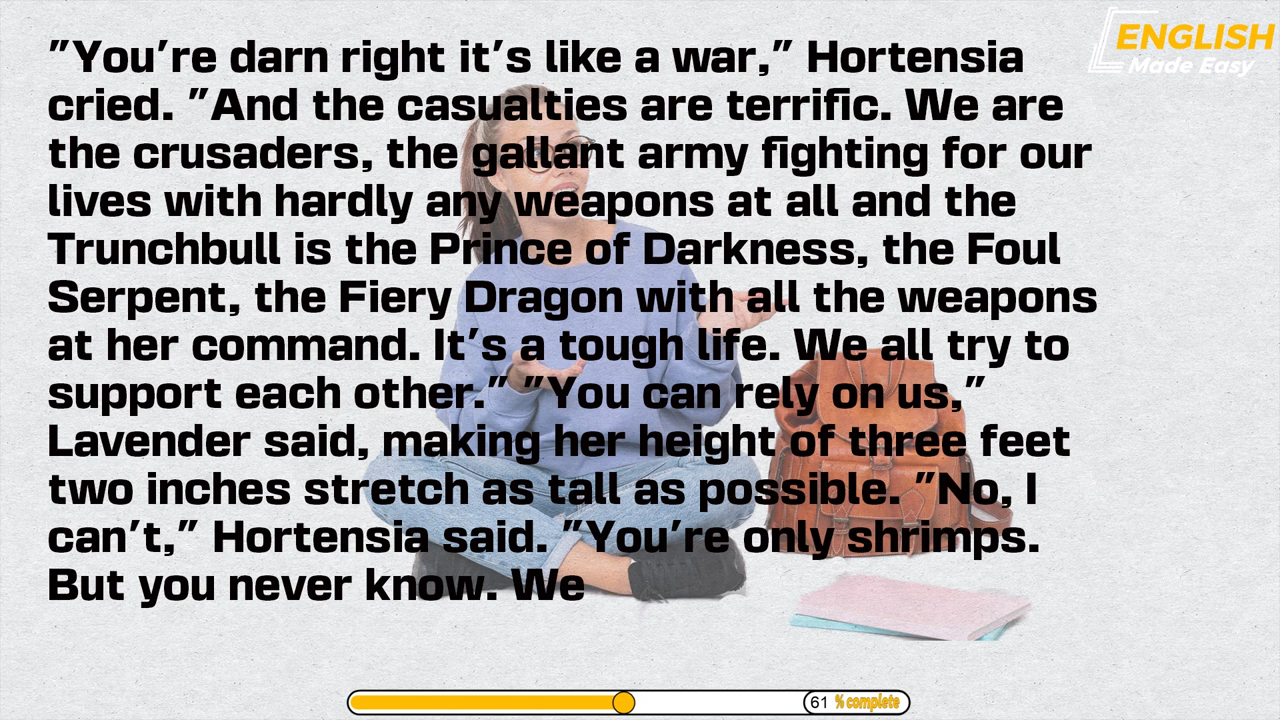 "You're darn right it's like a war," Hortensia
cried. "And the casualties are terrific. We are
the crusaders, the gallant army fighting for our
lives with hardly any weapons at all and the
Trunchbull is the Prince of Darkness, the Foul
Serpent, the Fiery Dragon with all the weapons
at her command. It's a tough life. We all try to
support each other." "You can rely on us,"
Lavender said, making her height of three feet
two inches stretch as tall as possible. "No, I
can't," Hortensia said. "You're only shrimps.
But you never know. We
ENGLISH
Made Easy
61 % complete